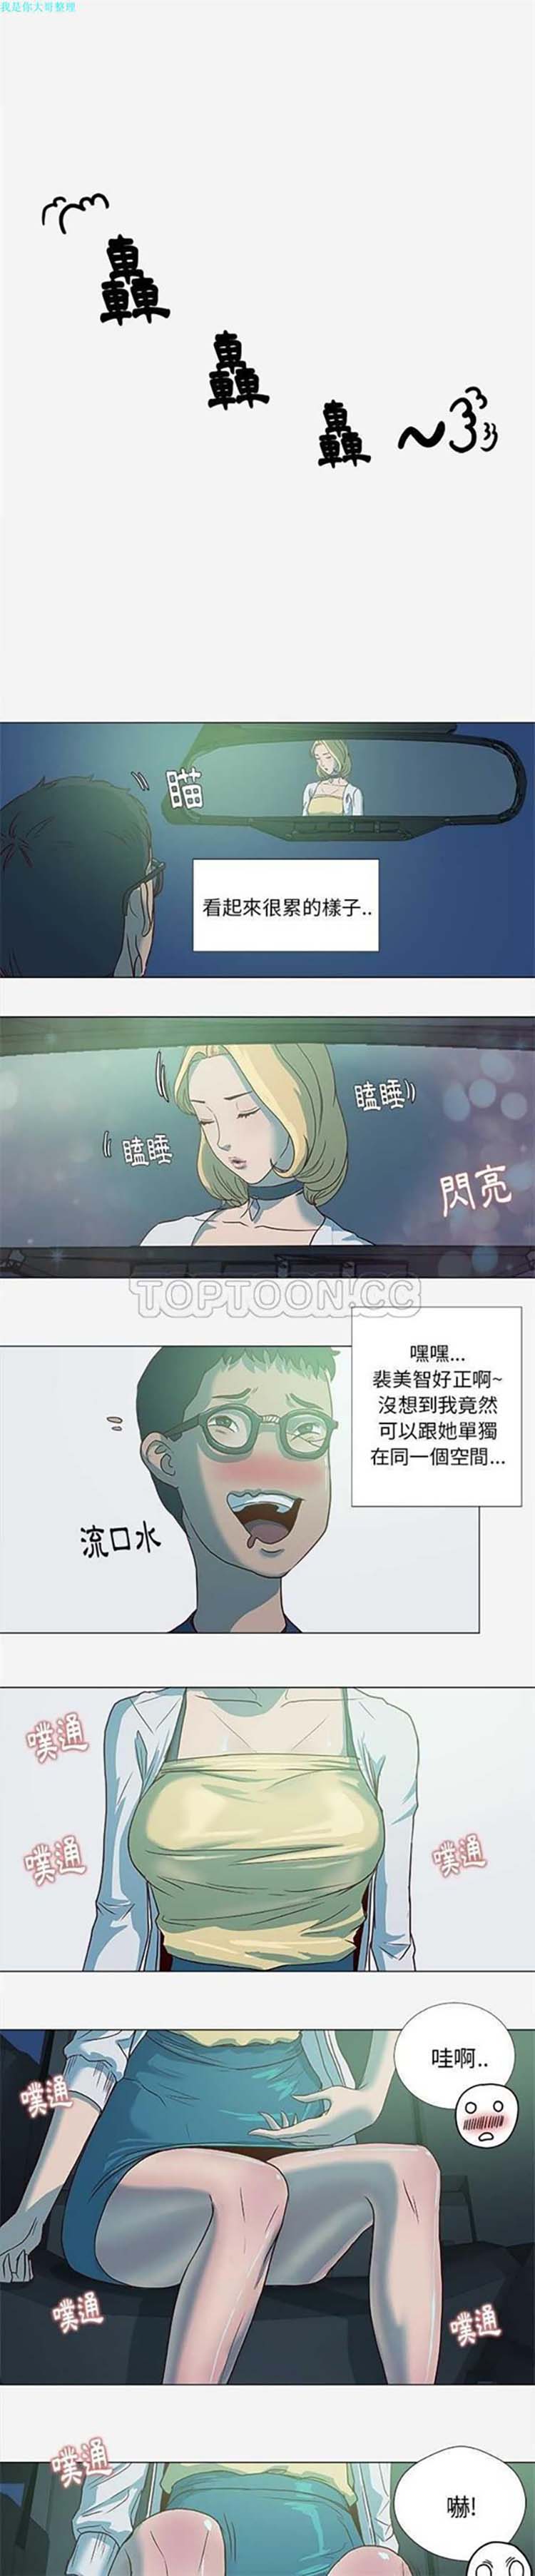 我是你大哥整理
轟
轟
轟
～
瞄
看起來很累的樣子..
瞌睡
瞌睡
閃亮
TOPTOON.CC
嘿嘿...
裴美智好正啊~
沒想到我竟然
可以跟她單獨
在同一個空間...
流口水
噗通
噗通
噗通
哇啊..
噗通
噗通
噗通
噗通
嚇!